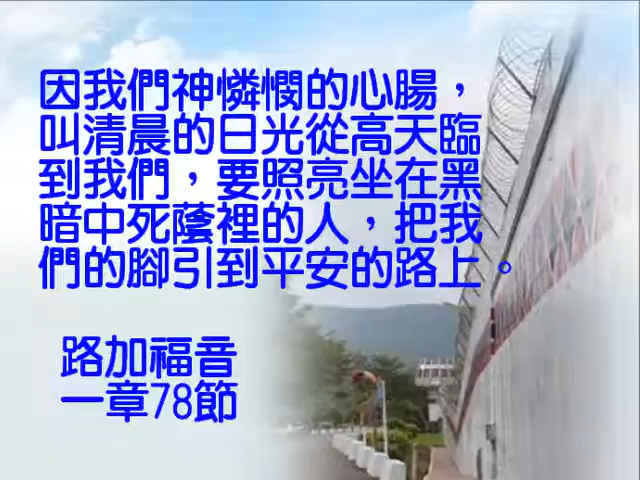 因我們神憐憫的心腸，
叫清晨的日光從高天臨
到我們，要照亮坐在黑
暗中死蔭裡的人，把我
們的腳引到平安的路上。
路加福音
一章78節